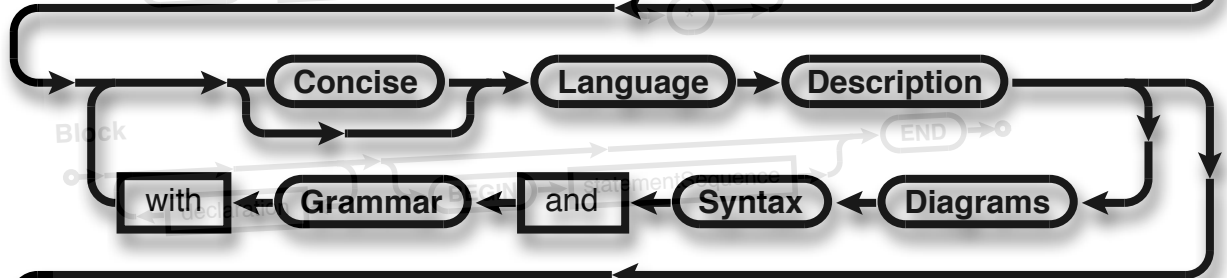 Concise Language Description
Block
END
BEGIN statementSequence
with Grammar and Syntax Diagrams
declaration